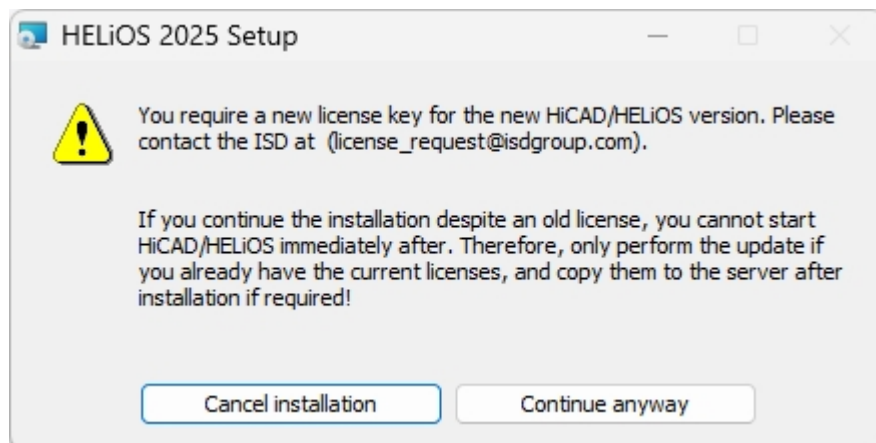 HELiOS 2025 Setup
You require a new license key for the new HiCAD/HELiOS version. Please
contact the ISD at  (license_request@isdgroup.com).
If you continue the installation despite an old license, you cannot start
HiCAD/HELiOS immediately after. Therefore, only perform the update if
you already have the current licenses, and copy them to the server after
installation if required!
Cancel installation
Continue anyway